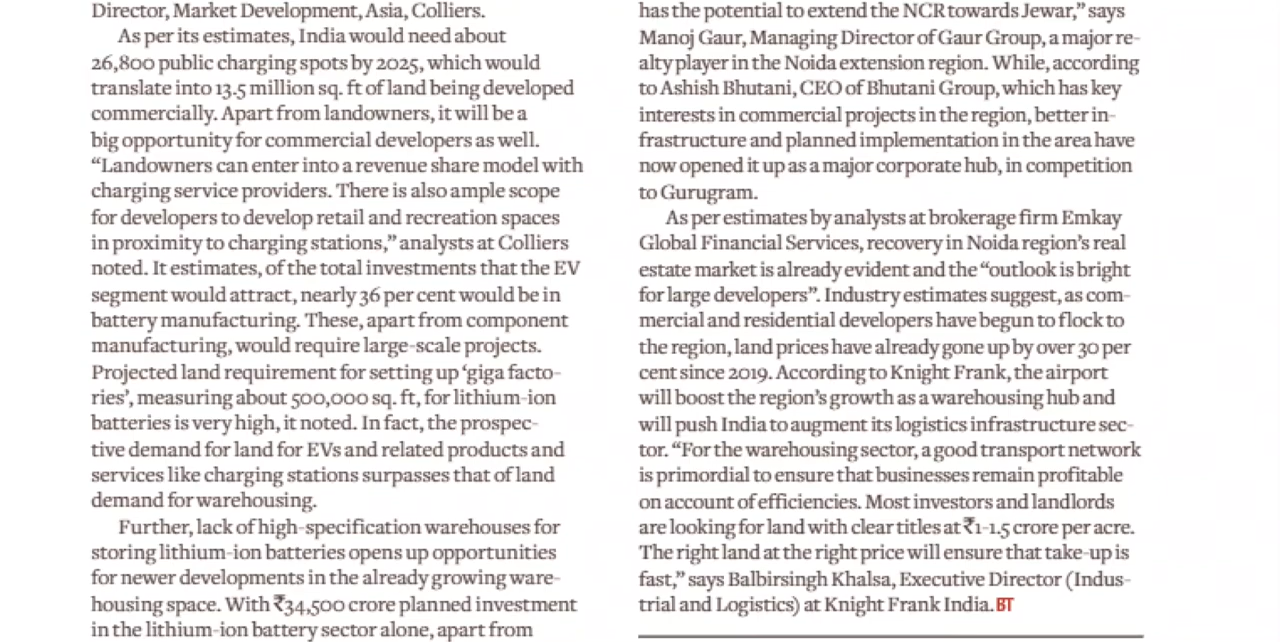 Director, Market Development, Asia, Colliers.
As per its estimates, India would need about
26,800 public charging spots by 2025, which would
translate into 13.5 million sq. ft of land being developed
commercially. Apart from landowners, it will be a
big opportunity for commercial developers as well.
“Landowners can enter into a revenue share model with
charging service providers. There is also ample scope
for developers to develop retail and recreation spaces
in proximity to charging stations,” analysts at Colliers
noted. It estimates, of the total investments that the EV
segment would attract, nearly 36 per cent would be in
battery manufacturing. These, apart from component
manufacturing, would require large-scale projects.
Projected land requirement for setting up ‘giga facto-
ries’, measuring about 500,000 sq. ft, for lithium-ion
batteries is very high, it noted. In fact, the prospec-
tive demand for land for EVs and related products and
services like charging stations surpasses that of land
demand for warehousing.
Further, lack of high-specification warehouses for
storing lithium-ion batteries opens up opportunities
for newer developments in the already growing ware-
housing space. With ₹34,500 crore planned investment
in the lithium-ion battery sector alone, apart from
has the potential to extend the NCR towards Jewar,” says
Manoj Gaur, Managing Director of Gaur Group, a major re-
alty player in the Noida extension region. While, according
to Ashish Bhutani, CEO of Bhutani Group, which has key
interests in commercial projects in the region, better in-
frastructure and planned implementation in the area have
now opened it up as a major corporate hub, in competition
to Gurugram.
As per estimates by analysts at brokerage firm Emkay
Global Financial Services, recovery in Noida region’s real
estate market is already evident and the “outlook is bright
for large developers”. Industry estimates suggest, as com-
mercial and residential developers have begun to flock to
the region, land prices have already gone up by over 30 per
cent since 2019. According to Knight Frank, the airport
will boost the region’s growth as a warehousing hub and
will push India to augment its logistics infrastructure sec-
tor. “For the warehousing sector, a good transport network
is primordial to ensure that businesses remain profitable
on account of efficiencies. Most investors and landlords
are looking for land with clear titles at ₹1-1.5 crore per acre.
The right land at the right price will ensure that take-up is
fast,” says Balbirsingh Khalsa, Executive Director (Indus-
trial and Logistics) at Knight Frank India. BT